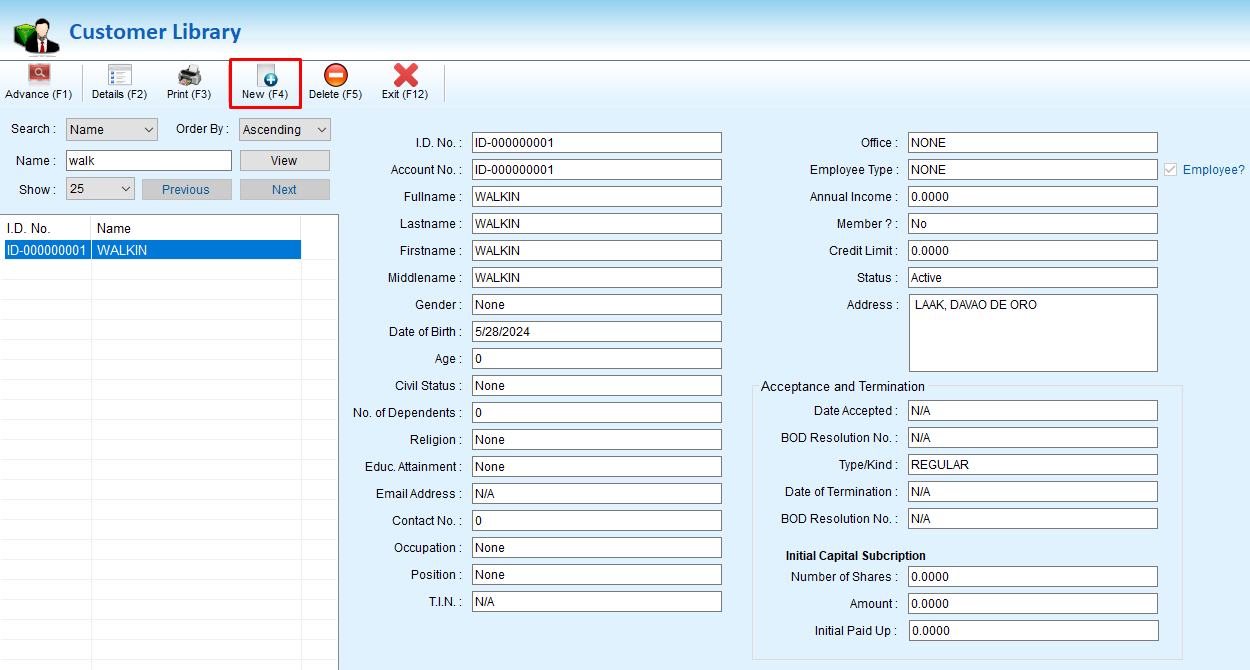 Customer Library
Advance (F1)
Details (F2)
Print (F3)
New (F4)
Delete (F5)
Exit (F12)
Search :
Name
Order By :
Ascending
Name :
walk
View
Show :
25
Previous
Next
I.D. No.
Name
ID-000000001
WALKIN
I.D. No. :
ID-000000001
Account No. :
ID-000000001
Fullname :
WALKIN
Lastname :
WALKIN
Firstname :
WALKIN
Middlename :
WALKIN
Gender :
None
Date of Birth :
5/28/2024
Age :
0
Civil Status :
None
No. of Dependents :
0
Religion :
None
Educ. Attainment :
None
Email Address :
N/A
Contact No. :
0
Occupation :
None
Position :
None
T.I.N. :
N/A
Office :
NONE
Employee Type :
NONE
Employee?
Annual Income :
0.0000
Member ? :
No
Credit Limit :
0.0000
Status :
Active
Address :
LAAK, DAVAO DE ORO
Acceptance and Termination
Date Accepted :
N/A
BOD Resolution No. :
N/A
Type/Kind :
REGULAR
Date of Termination :
N/A
BOD Resolution No. :
N/A
Initial Capital Subcription
Number of Shares :
0.0000
Amount :
0.0000
Initial Paid Up :
0.0000